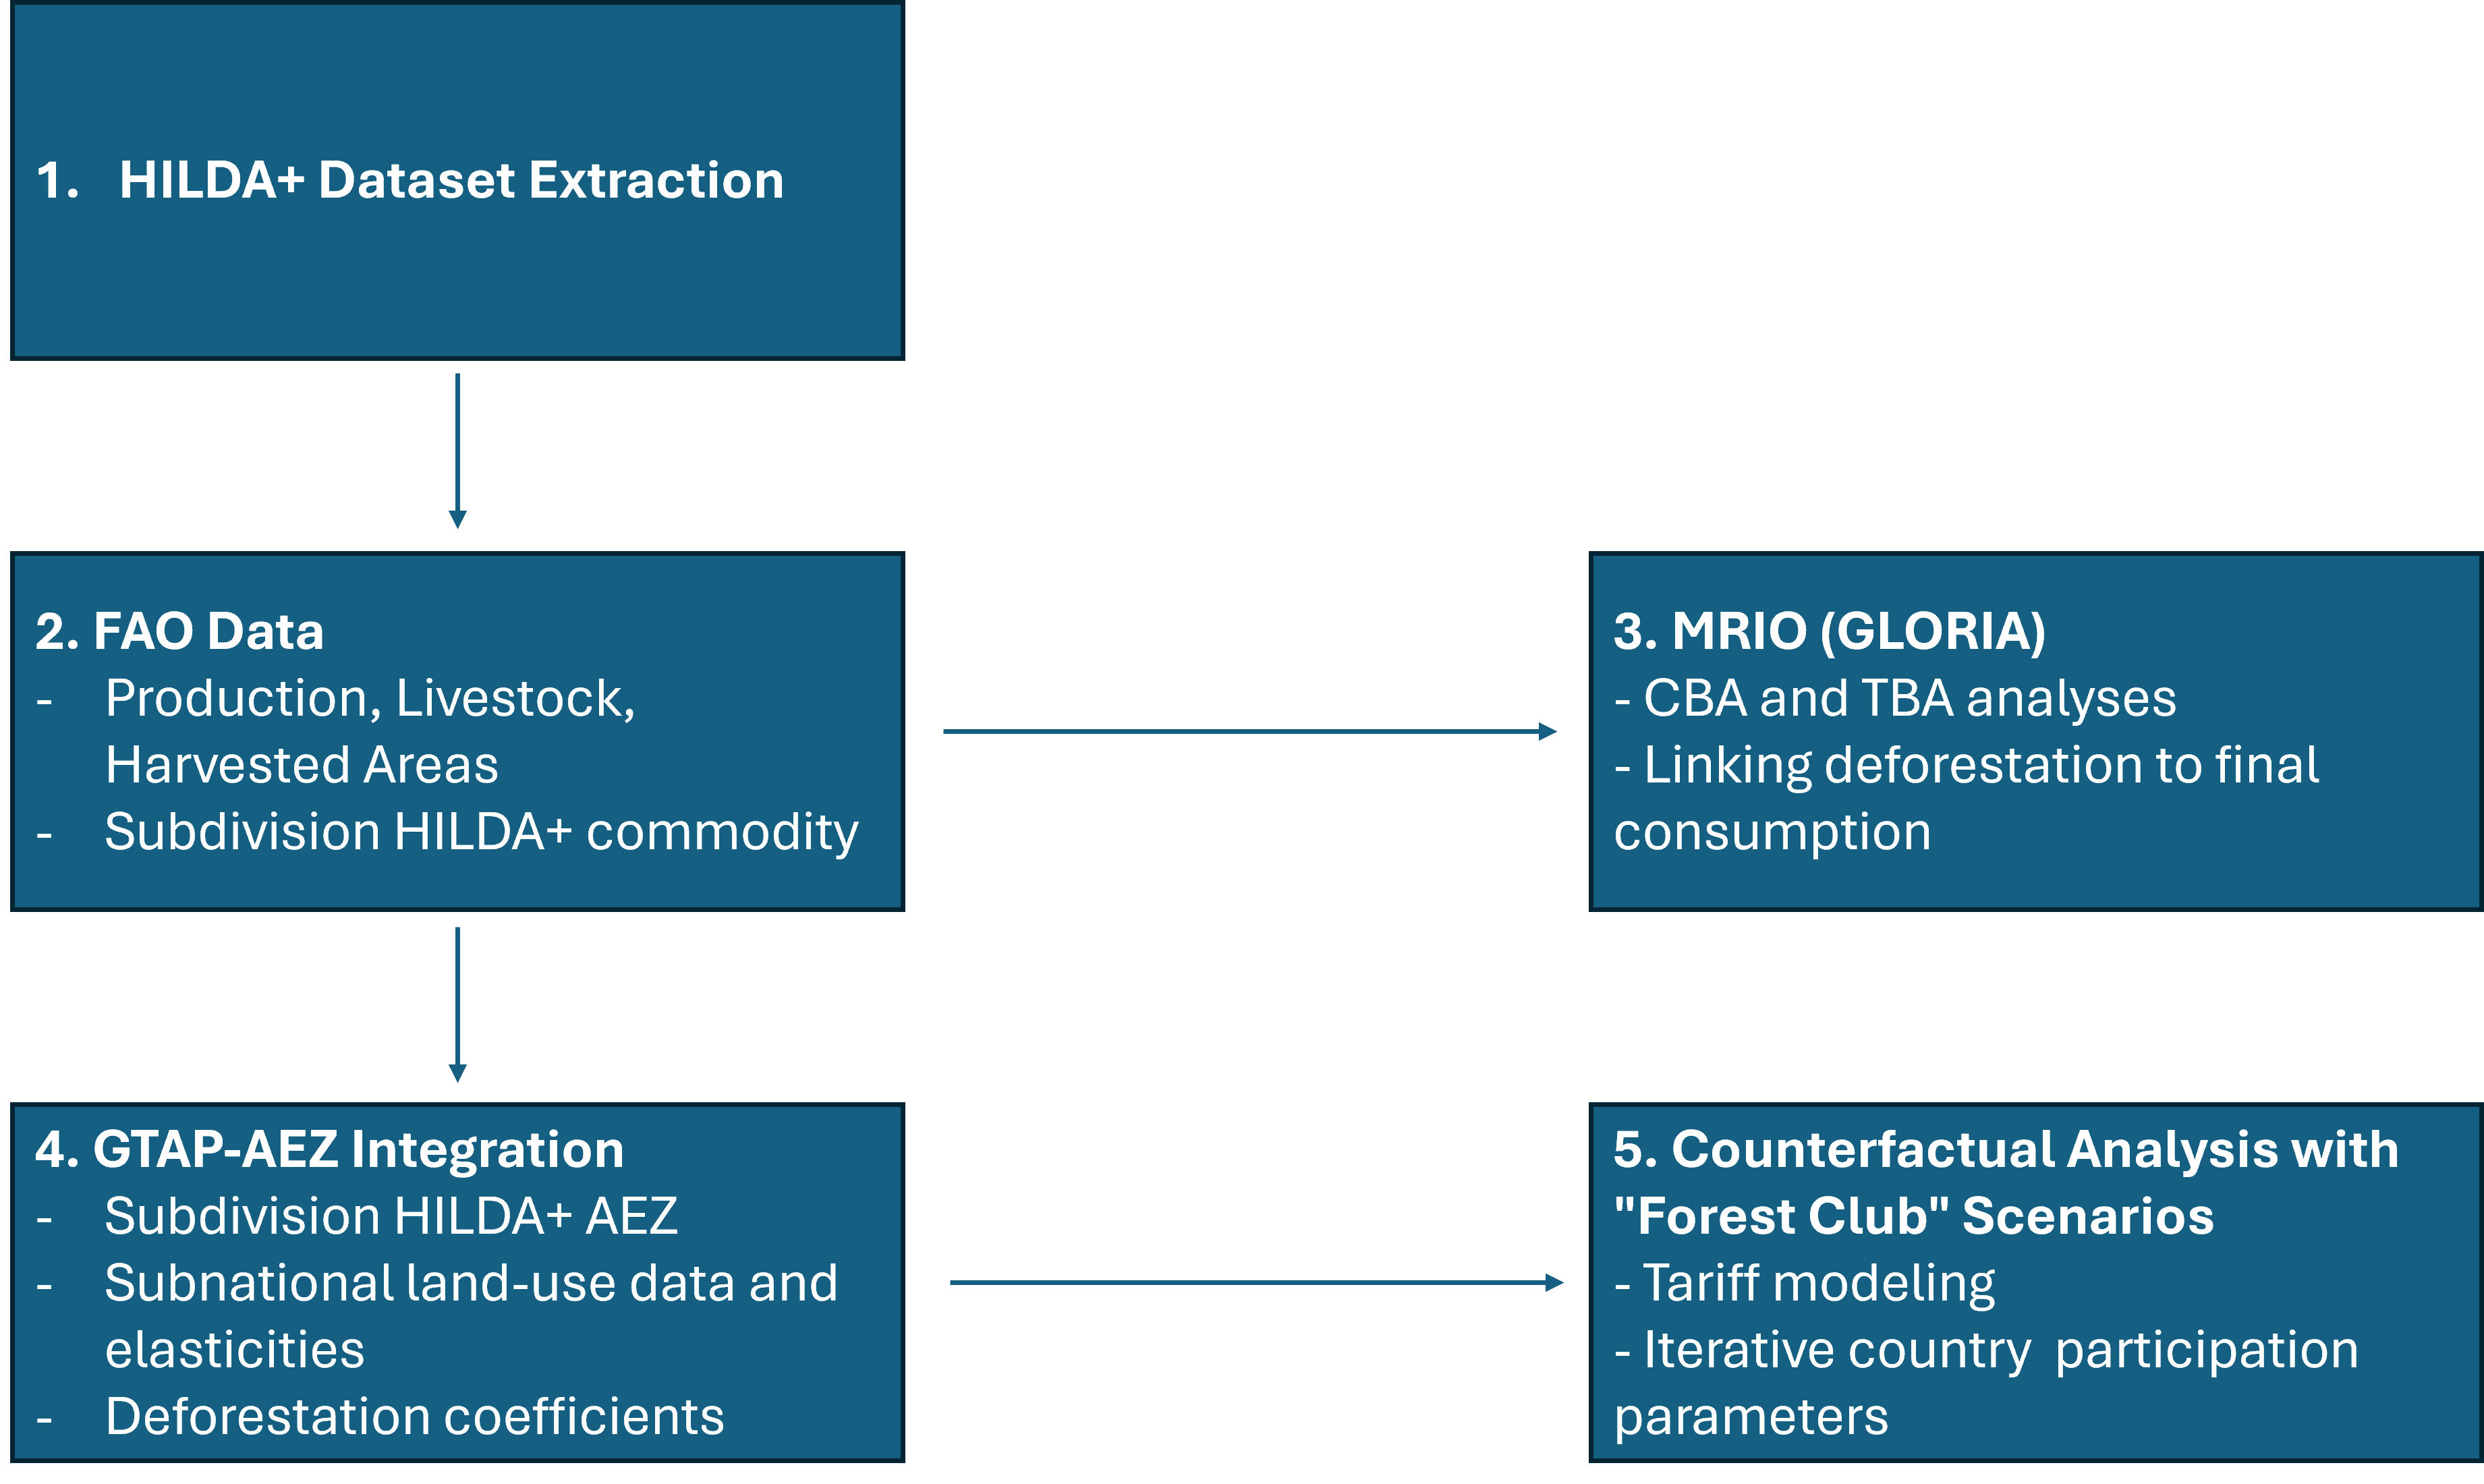 1. HILDA+ Dataset Extraction
2. FAO Data
- Production, Livestock,
Harvested Areas
- Subdivision HILDA+ commodity
3. MRIO (GLORIA)
- CBA and TBA analyses
- Linking deforestation to final
consumption
4. GTAP-AEZ Integration
- Subdivision HILDA+ AEZ
- Subnational land-use data and
elasticities
- Deforestation coefficients
5. Counterfactual Analysis with
"Forest Club" Scenarios
- Tariff modeling
- Iterative country  participation
parameters